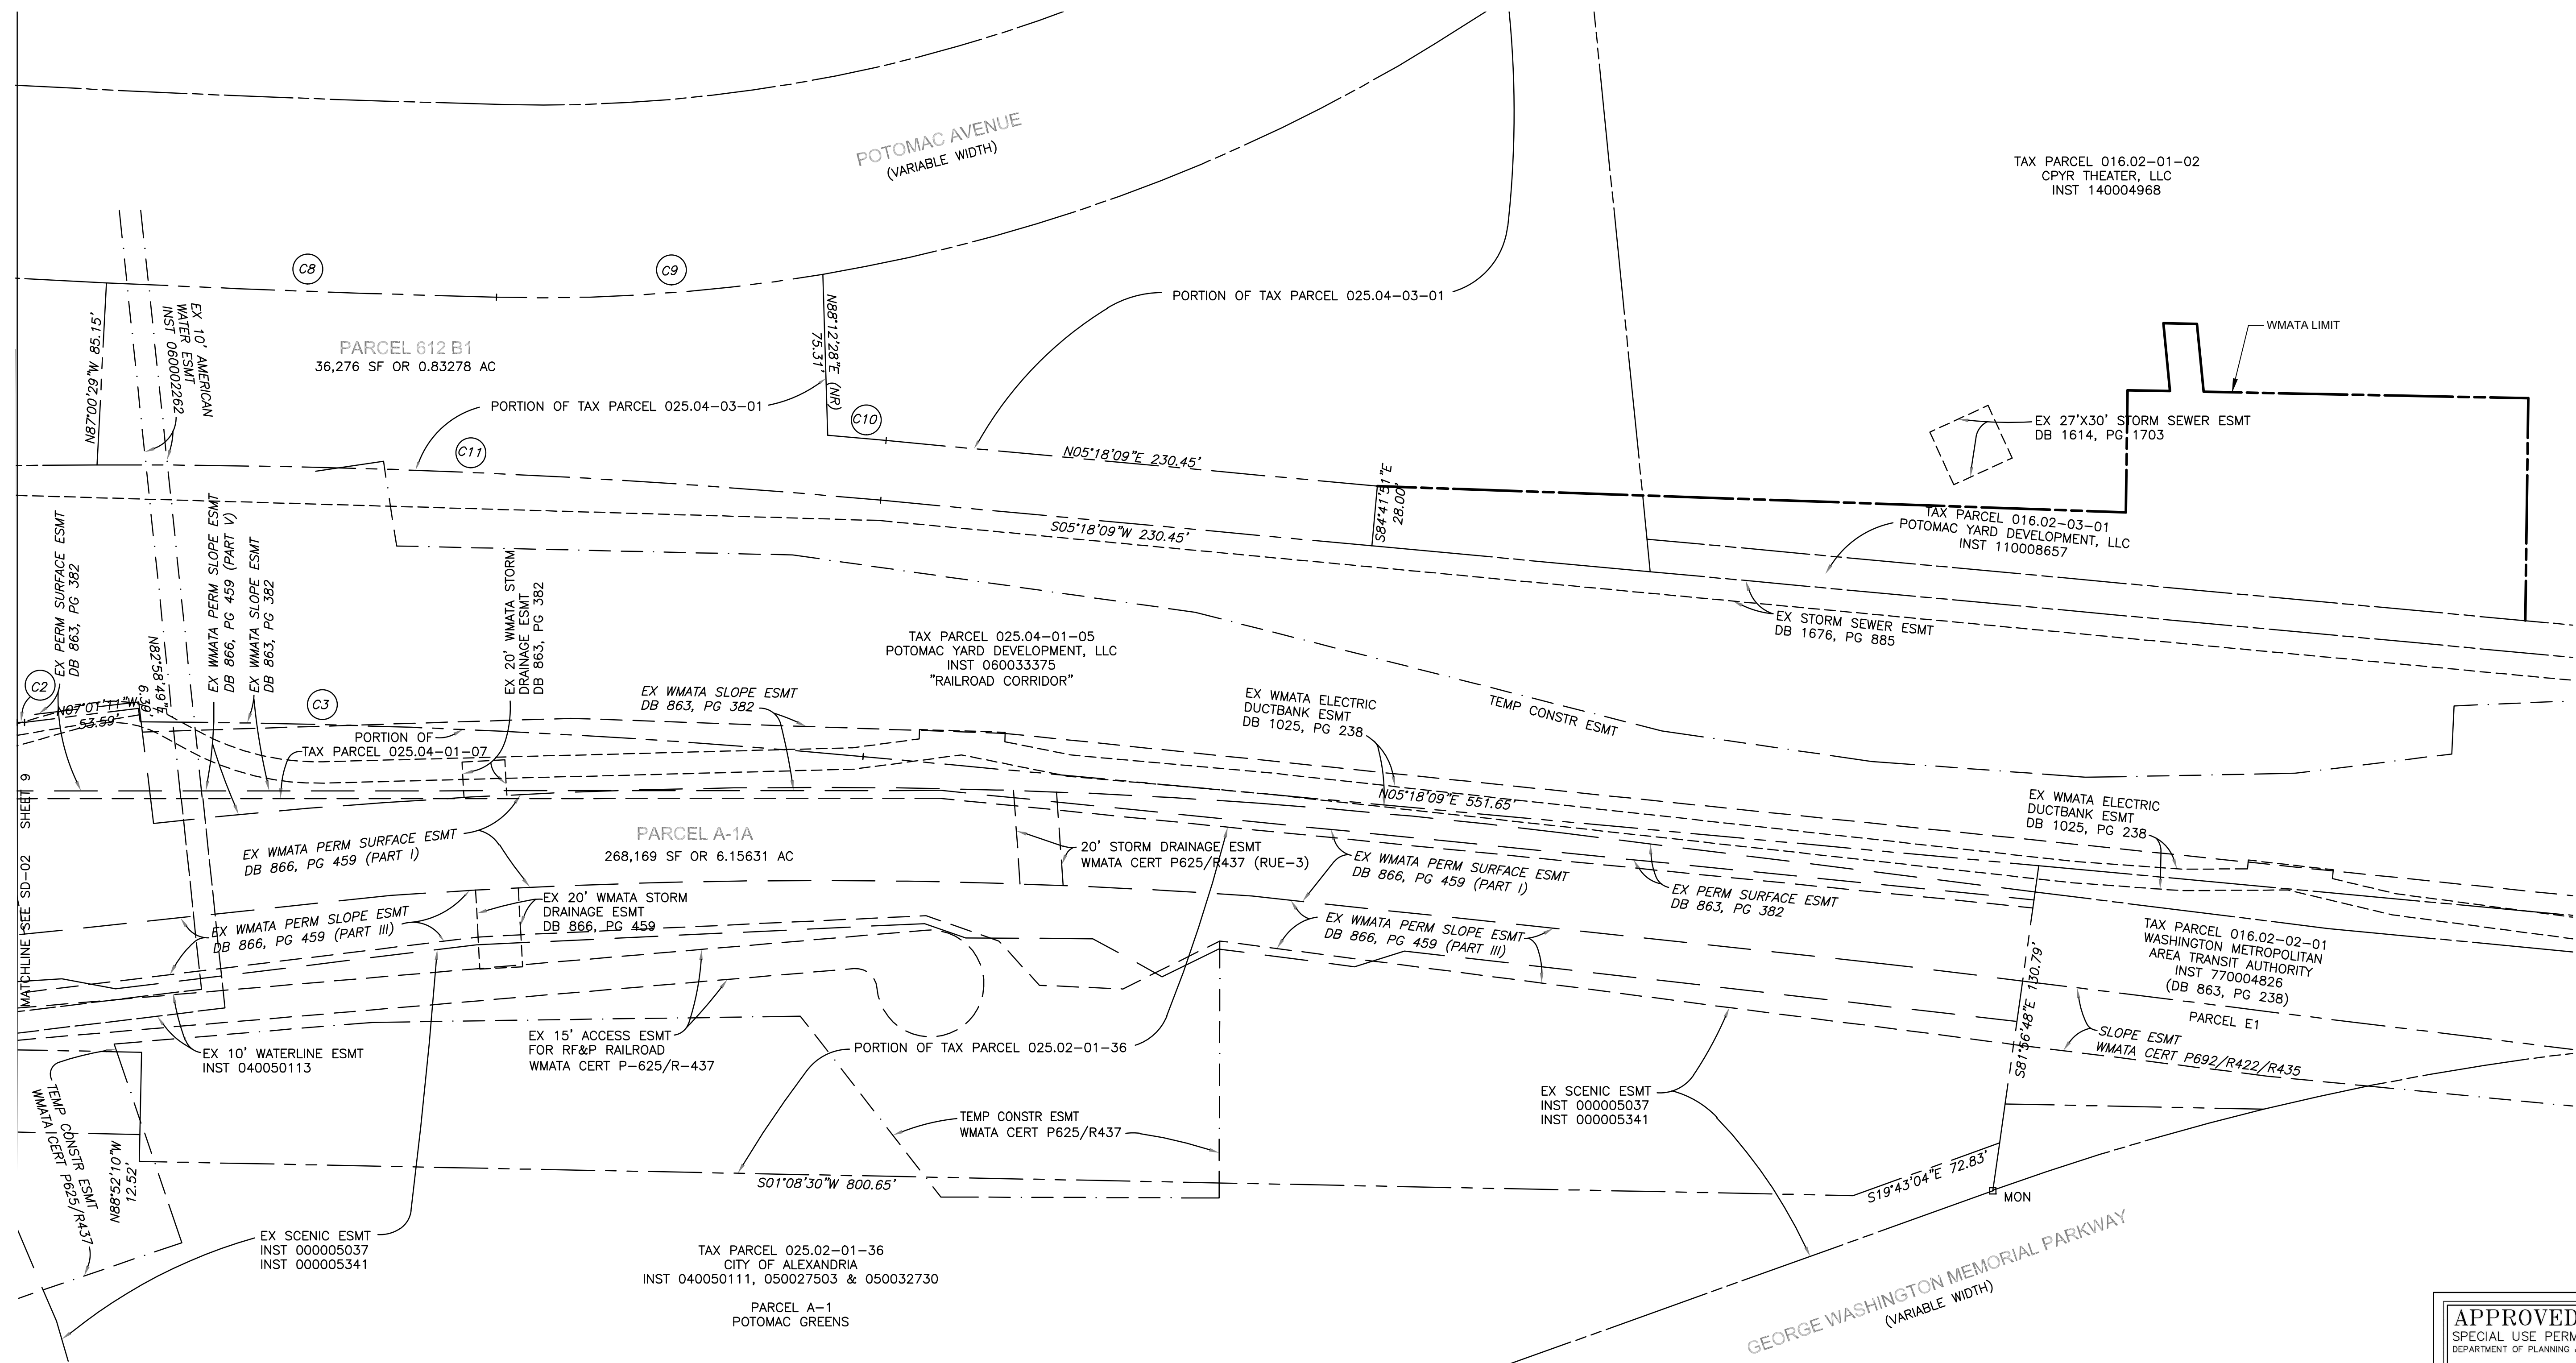 POTOMAC AVENUE
(VARIABLE WIDTH)
TAX PARCEL 016.02-01-02
CPYR THEATER, LLC
INST 140004968
C8
C9
PORTION OF TAX PARCEL 025.04-03-01
WMATA LIMIT
N87°00'29"W 85.15'
EX 10' AMERICAN
WATER ESMT
INST 060002262
PARCEL 612 B1
36,276 SF OR 0.83278 AC
N88°12'28"E (NR)
75.31'
PORTION OF TAX PARCEL 025.04-03-01
C10
C11
N05°18'09"E 230.45'
EX 27'X30' STORM SEWER ESMT
DB 1614, PG 1703
S84°41'51"E
28.00'
S05°18'09"W 230.45'
TAX PARCEL 016.02-03-01
POTOMAC YARD DEVELOPMENT, LLC
INST 110008657
EX PERM SURFACE ESMT
DB 863, PG 382
EX WMATA PERM SLOPE ESMT
DB 866, PG 459 (PART V)
EX WMATA SLOPE ESMT
DB 863, PG 382
EX 20' WMATA STORM
DRAINAGE ESMT
DB 863, PG 382
EX STORM SEWER ESMT
DB 1676, PG 885
TAX PARCEL 025.04-01-05
POTOMAC YARD DEVELOPMENT, LLC
INST 060033375
"RAILROAD CORRIDOR"
C2
N07°01'11"W
53.59'
N82°58'49"E
6.39'
C3
EX WMATA SLOPE ESMT
DB 863, PG 382
TEMP CONSTR ESMT
EX WMATA ELECTRIC
DUCTBANK ESMT
DB 1025, PG 238
PORTION OF
TAX PARCEL 025.04-01-07
N05°18'09"E 551.65'
EX WMATA ELECTRIC
DUCTBANK ESMT
DB 1025, PG 238
MATCHLINE SEE SD-02 SHEET 9
EX WMATA PERM SURFACE ESMT
DB 866, PG 459 (PART I)
PARCEL A-1A
268,169 SF OR 6.15631 AC
20' STORM DRAINAGE ESMT
WMATA CERT P625/R437 (RUE-3)
EX WMATA PERM SURFACE ESMT
DB 866, PG 459 (PART I)
EX PERM SURFACE ESMT
DB 863, PG 382
EX WMATA PERM SLOPE ESMT
DB 866, PG 459 (PART III)
EX 20' WMATA STORM
DRAINAGE ESMT
DB 866, PG 459
EX WMATA PERM SLOPE ESMT
DB 866, PG 459 (PART III)
TAX PARCEL 016.02-02-01
WASHINGTON METROPOLITAN
AREA TRANSIT AUTHORITY
INST 770004826
(DB 863, PG 238)
PARCEL E1
S81°56'48"E 130.79'
SLOPE ESMT
WMATA CERT P692/R422/R435
EX 10' WATERLINE ESMT
INST 040050113
EX 15' ACCESS ESMT
FOR RF&P RAILROAD
WMATA CERT P-625/R-437
PORTION OF TAX PARCEL 025.02-01-36
TEMP CONSTR ESMT
WMATA CERT P625/R437
N88°52'10"W
12.52'
TEMP CONSTR ESMT
WMATA CERT P625/R437
EX SCENIC ESMT
INST 000005037
INST 000005341
S01°08'30"W 800.65'
S19°43'04"E 72.83'
MON
EX SCENIC ESMT
INST 000005037
INST 000005341
TAX PARCEL 025.02-01-36
CITY OF ALEXANDRIA
INST 040050111, 050027503 & 050032730
PARCEL A-1
POTOMAC GREENS
GEORGE WASHINGTON MEMORIAL PARKWAY
(VARIABLE WIDTH)
APPROVED
SPECIAL USE PERM
DEPARTMENT OF PLANNING